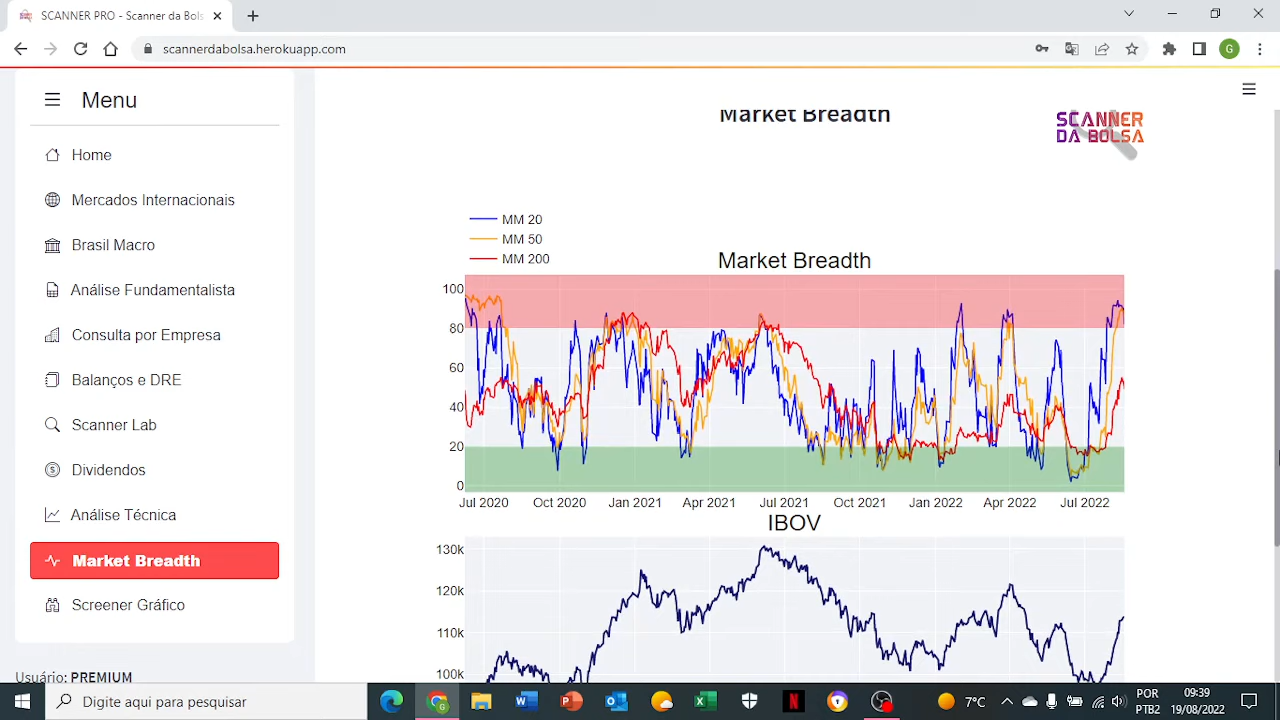 SCANNER PRO - Scanner da Bols
scannerdabolsa.herokuapp.com
G
Menu
Home
Mercados Internacionais
Brasil Macro
Análise Fundamentalista
Consulta por Empresa
Balanços e DRE
Scanner Lab
Dividendos
Análise Técnica
Market Breadth
Screener Gráfico
Usuário: PREMIUM
Market Breadth
SCANNER
DA BOLSA
MM 20
MM 50
MM 200
Market Breadth
100
80
60
40
20
0
Jul 2020 Oct 2020 Jan 2021 Apr 2021 Jul 2021 Oct 2021 Jan 2022 Apr 2022 Jul 2022
IBOV
130k
120k
110k
100k
Digite aqui para pesquisar
7°C
POR
PTB2
09:39
19/08/2022